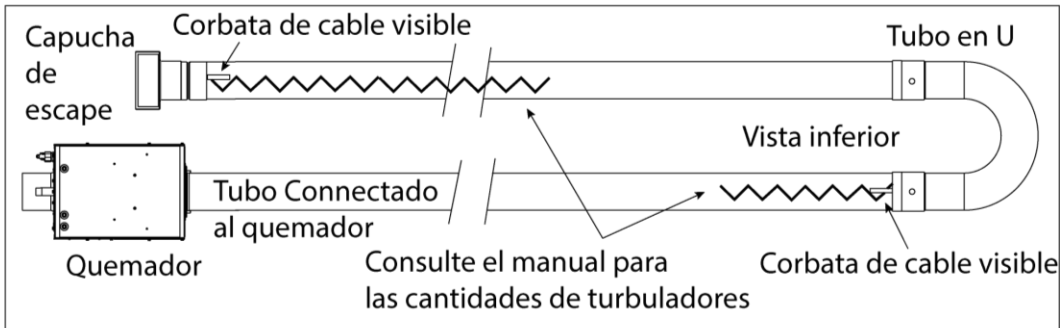 Capucha
de
escape
Corbata de cable visible
Tubo en U
Vista inferior
Tubo Connectado
al quemador
Quemador
Consulte el manual para
las cantidades de turbuladores
Corbata de cable visible